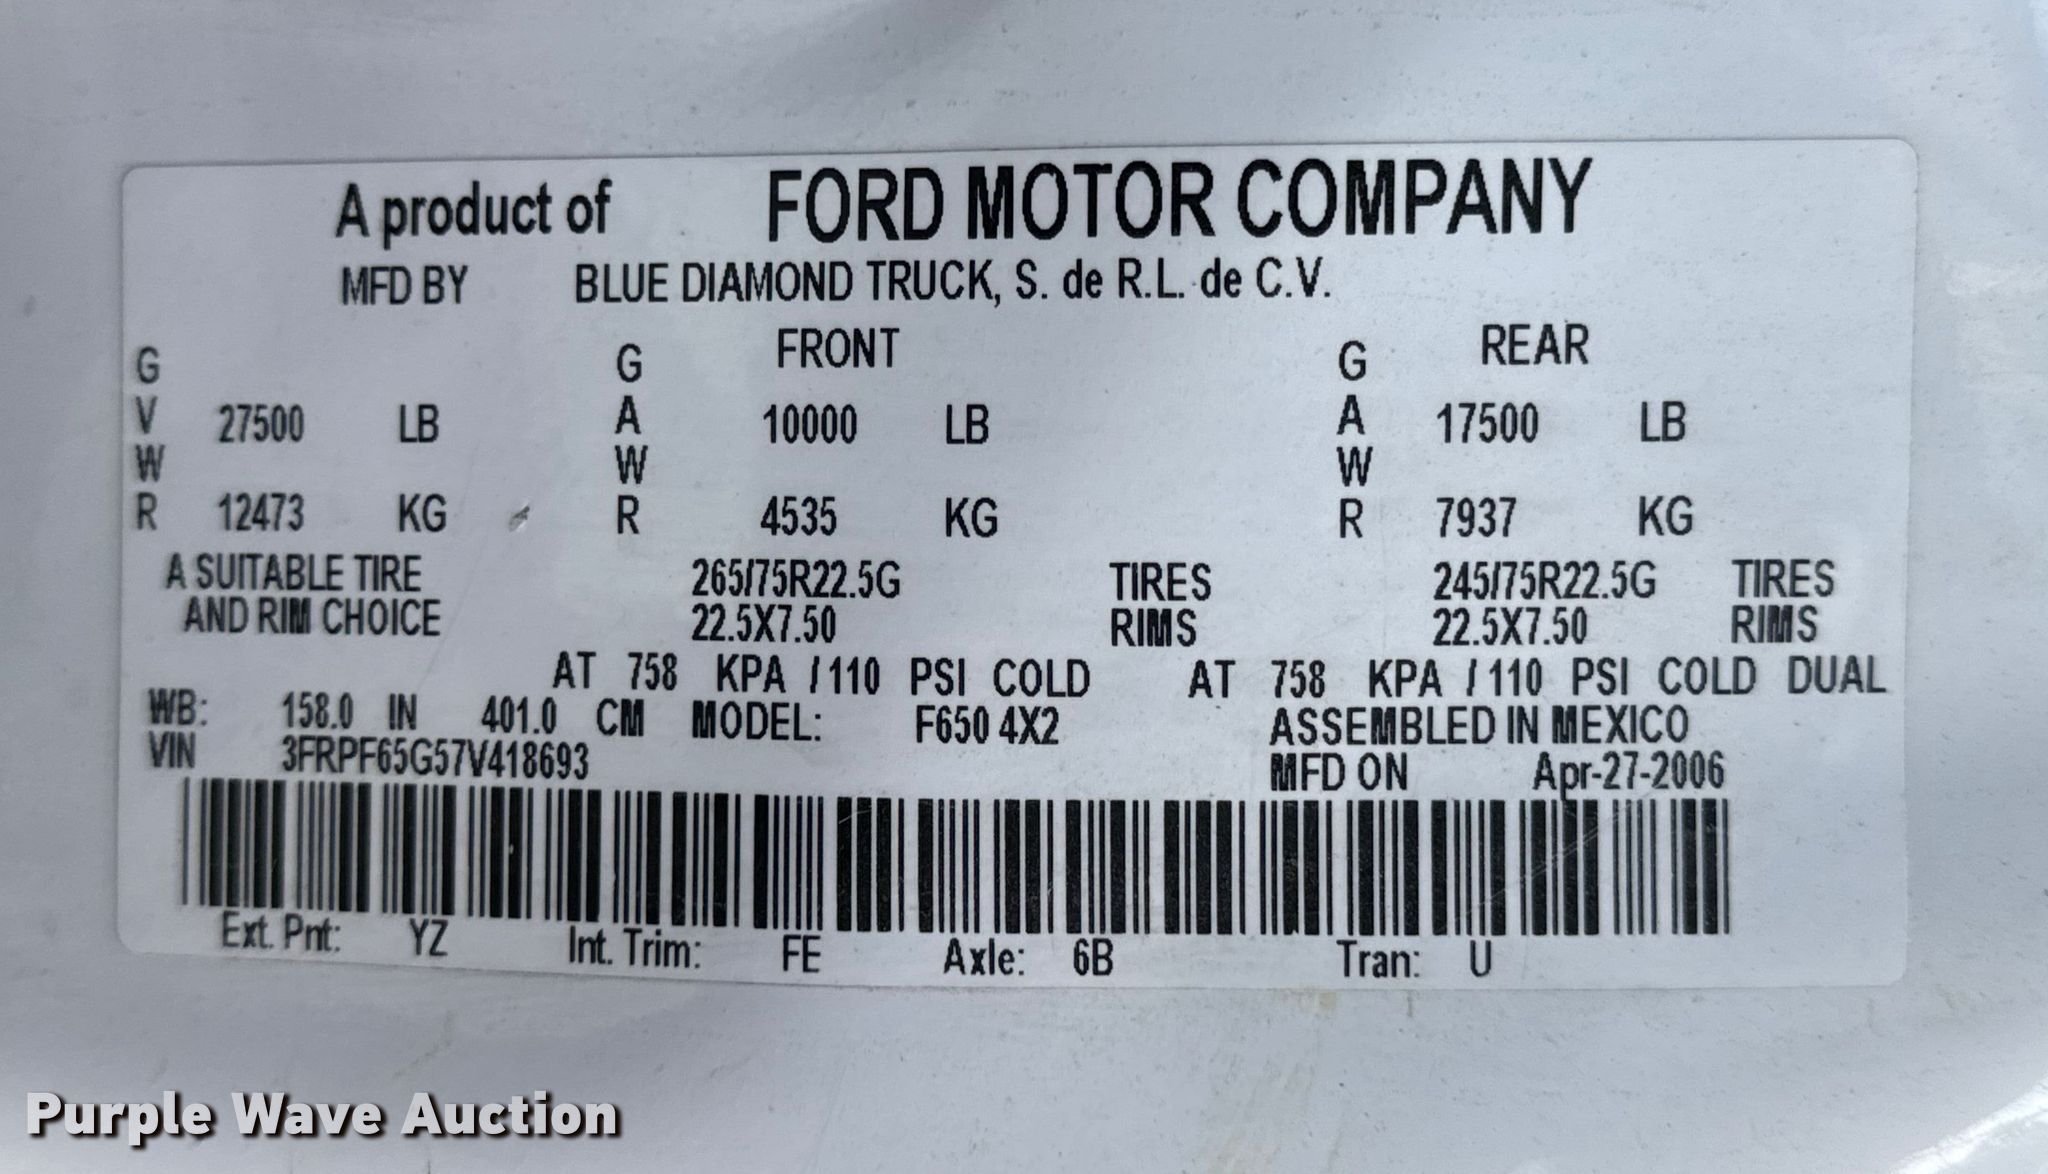 A product of FORD MOTOR COMPANY
MFD BY BLUE DIAMOND TRUCK, S. de R.L. de C.V.
FRONT REAR
GVWR 27500 LB GAWR 10000 LB GAWR 17500 LB
12473 KG 4535 KG 7937 KG
A SUITABLE TIRE 265/75R22.5G TIRES 245/75R22.5G TIRES
AND RIM CHOICE 22.5X7.50 RIMS 22.5X7.50 RIMS
AT 758 KPA / 110 PSI COLD AT 758 KPA / 110 PSI COLD DUAL
WB: 158.0 IN 401.0 CM MODEL: F650 4X2 ASSEMBLED IN MEXICO
VIN 3FRPF65G57V418693 MFD ON Apr-27-2006
Ext. Pnt: YZ Int. Trim: FE Axle: 6B Tran: U
Purple Wave Auction